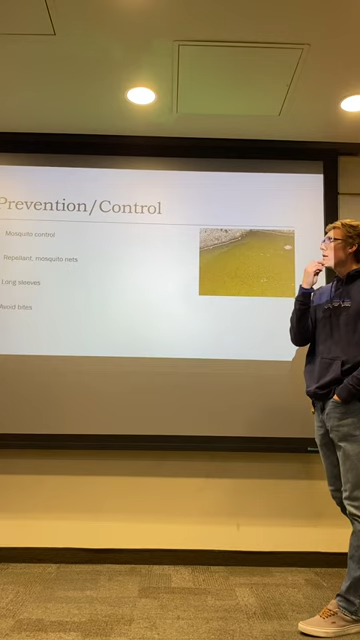 Prevention/Control
Mosquito control
Repellant, mosquito nets
Long sleeves
Avoid bites